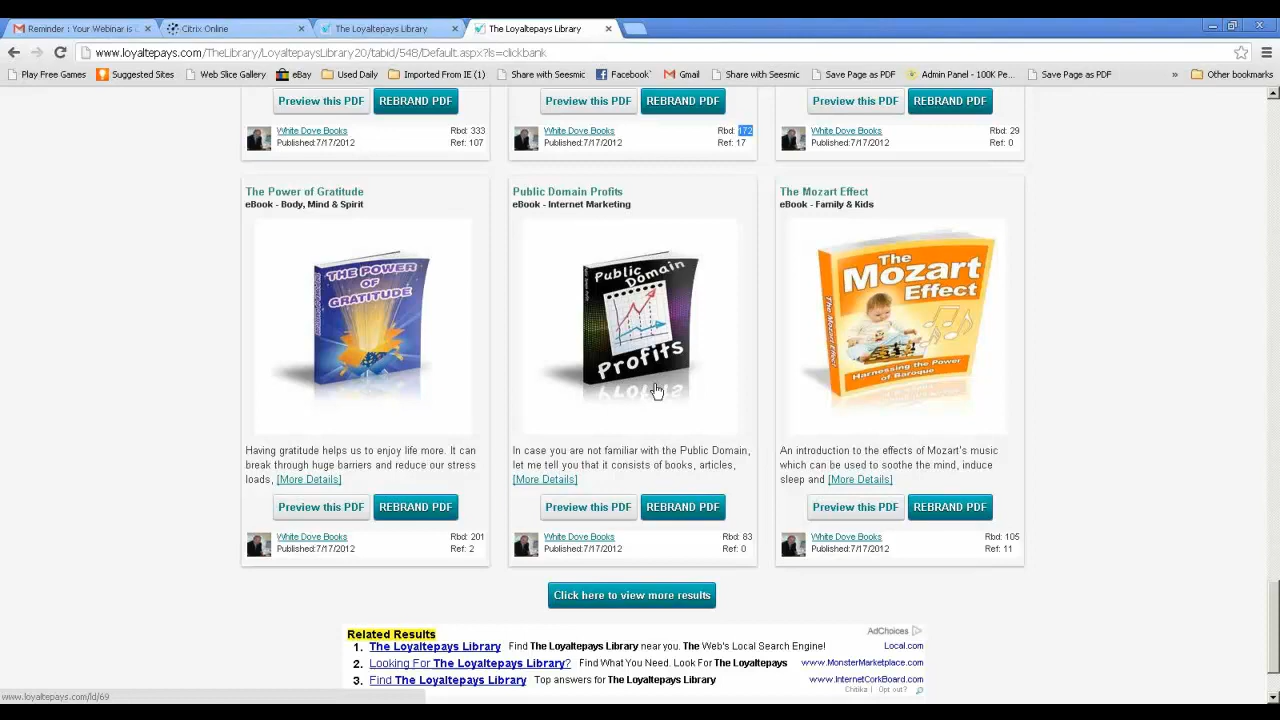 Reminder : Your Webinar is
Citrix Online
The Loyaltepays Library
The Loyaltepays Library
www.loyaltepays.com/TheLibrary/LoyaltepaysLibrary20/tabid/548/Default.aspx?ls=clickbank
Play Free Games
Suggested Sites
Web Slice Gallery
eBay
Used Daily
Imported From IE (1)
Share with Seesmic
Facebook
Gmail
Share with Seesmic
Save Page as PDF
Admin Panel - 100K Pe...
Save Page as PDF
»
Other bookmarks
Preview this PDF REBRAND PDF
White Dove Books Rbd: 333
Published:7/17/2012 Ref: 107
Preview this PDF REBRAND PDF
White Dove Books Rbd: 172
Published:7/17/2012 Ref: 17
Preview this PDF REBRAND PDF
White Dove Books Rbd: 29
Published:7/17/2012 Ref: 0
The Power of Gratitude
eBook - Body, Mind & Spirit
THE POWER
OF
GRATITUDE
Having gratitude helps us to enjoy life more. It can
break through huge barriers and reduce our stress
loads, [More Details]
Preview this PDF REBRAND PDF
White Dove Books Rbd: 201
Published:7/17/2012 Ref: 2
Public Domain Profits
eBook - Internet Marketing
Public
Domain
Profits
In case you are not familiar with the Public Domain,
let me tell you that it consists of books, articles,
[More Details]
Preview this PDF REBRAND PDF
White Dove Books Rbd: 83
Published:7/17/2012 Ref: 0
The Mozart Effect
eBook - Family & Kids
The
Mozart
Effect
The Mozart Effect
Harnessing the Power
of Baroque
An introduction to the effects of Mozart's music
which can be used to soothe the mind, induce
sleep and [More Details]
Preview this PDF REBRAND PDF
White Dove Books Rbd: 105
Published:7/17/2012 Ref: 11
Click here to view more results
Related Results AdChoices
1. The Loyaltepays Library Find The Loyaltepays Library near you. The Web's Local Search Engine! Local.com
2. Looking For The Loyaltepays Library? Find What You Need. Look For The Loyaltepays www.MonsterMarketplace.com
3. Find The Loyaltepays Library Top answers for The Loyaltepays Library www.InternetCorkBoard.com
Chitika | Opt out?
www.loyaltepays.com/ld/69